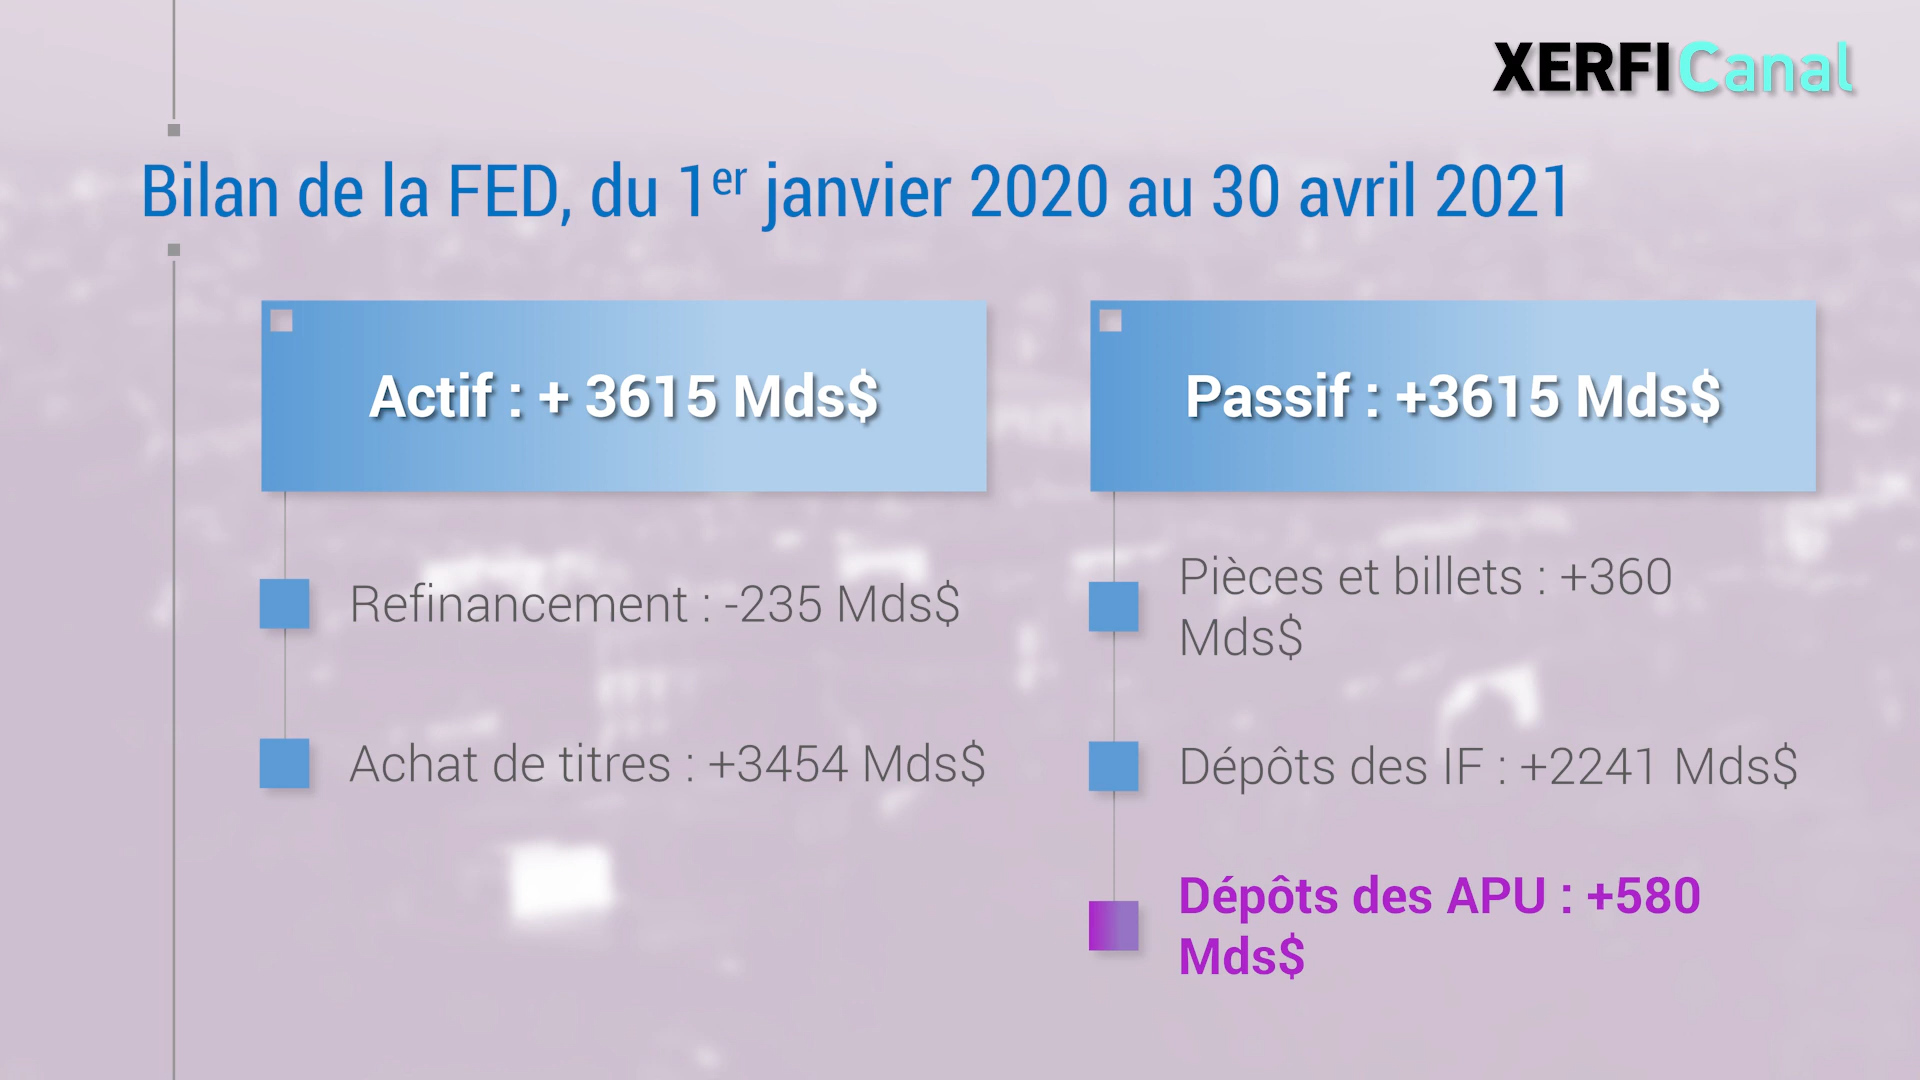 XERFI Canal
Bilan de la FED, du 1er janvier 2020 au 30 avril 2021
Actif : + 3615 Mds$
Refinancement : -235 Mds$
Achat de titres : +3454 Mds$
Passif : +3615 Mds$
Pièces et billets : +360
Mds$
Dépôts des IF : +2241 Mds$
Dépôts des APU : +580
Mds$